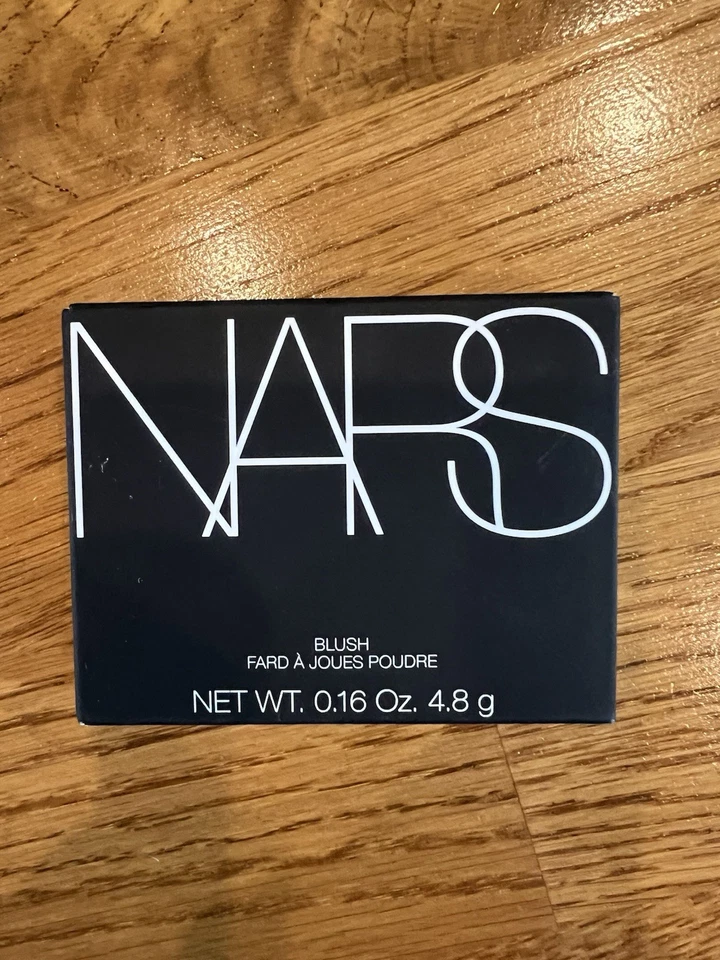 NARS
BLUSH
FARD À JOUES POUDRE
NET WT. 0.16 Oz. 4.8 g